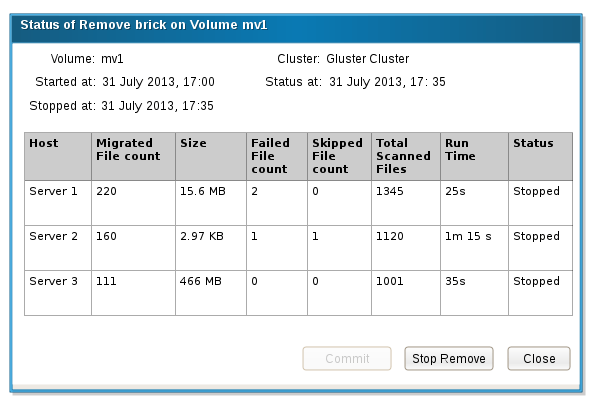 Status of Remove brick on Volume mv1
Volume: mv1 Cluster: Gluster Cluster
Started at: 31 July 2013, 17:00 Status at: 31 July 2013, 17: 35
Stopped at: 31 July 2013, 17:35
Host Migrated File count Size Failed File count Skipped File count Total Scanned Files Run Time Status
Server 1 220 15.6 MB 2 0 1345 25s Stopped
Server 2 160 2.97 KB 1 1 1120 1m 15 s Stopped
Server 3 111 466 MB 0 0 1001 35s Stopped
Commit Stop Remove Close